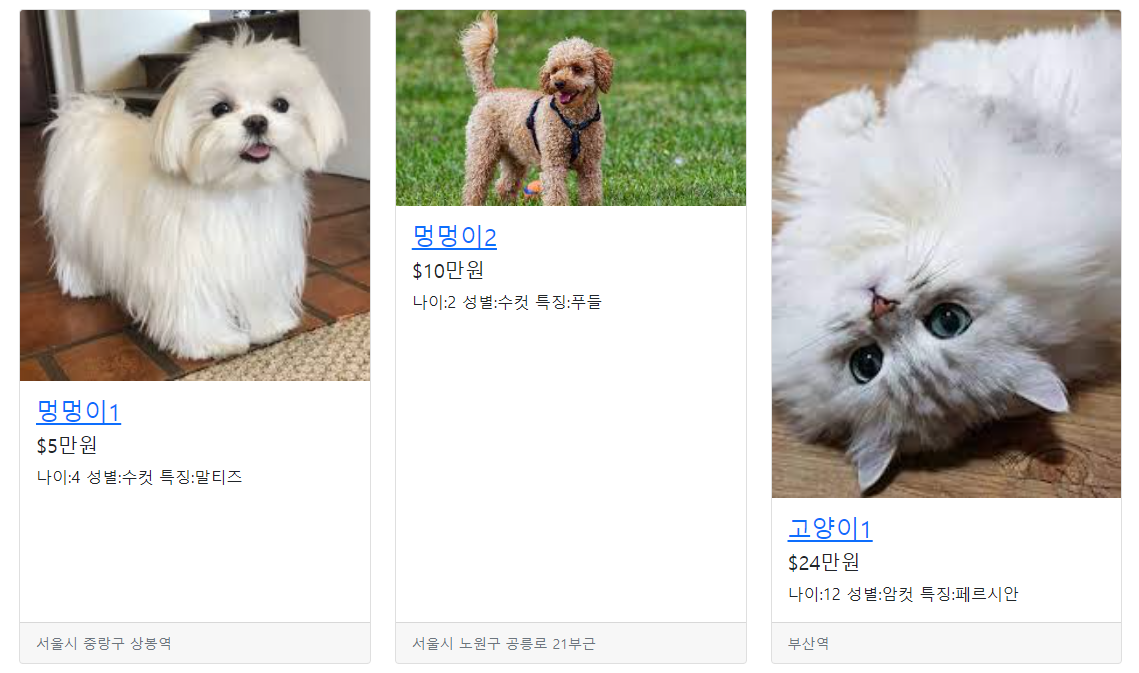 멍멍이1
$5만원
나이:4 성별:수컷 특징:말티즈
서울시 중랑구 상봉역
멍멍이2
$10만원
나이:2 성별:수컷 특징:푸들
서울시 노원구 공릉로 21부근
고양이1
$24만원
나이:12 성별:암컷 특징:페르시안
부산역